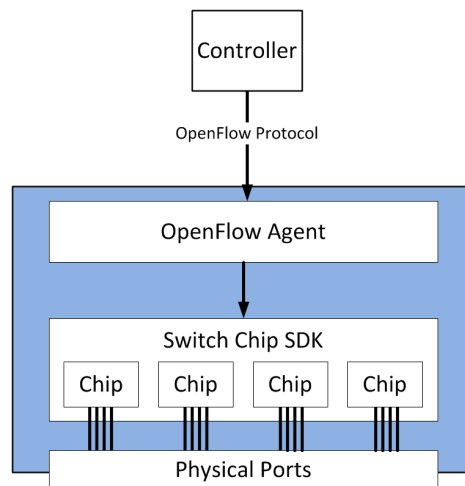 Controller
OpenFlow Protocol
OpenFlow Agent
Switch Chip SDK
Chip Chip Chip Chip
Physical Ports